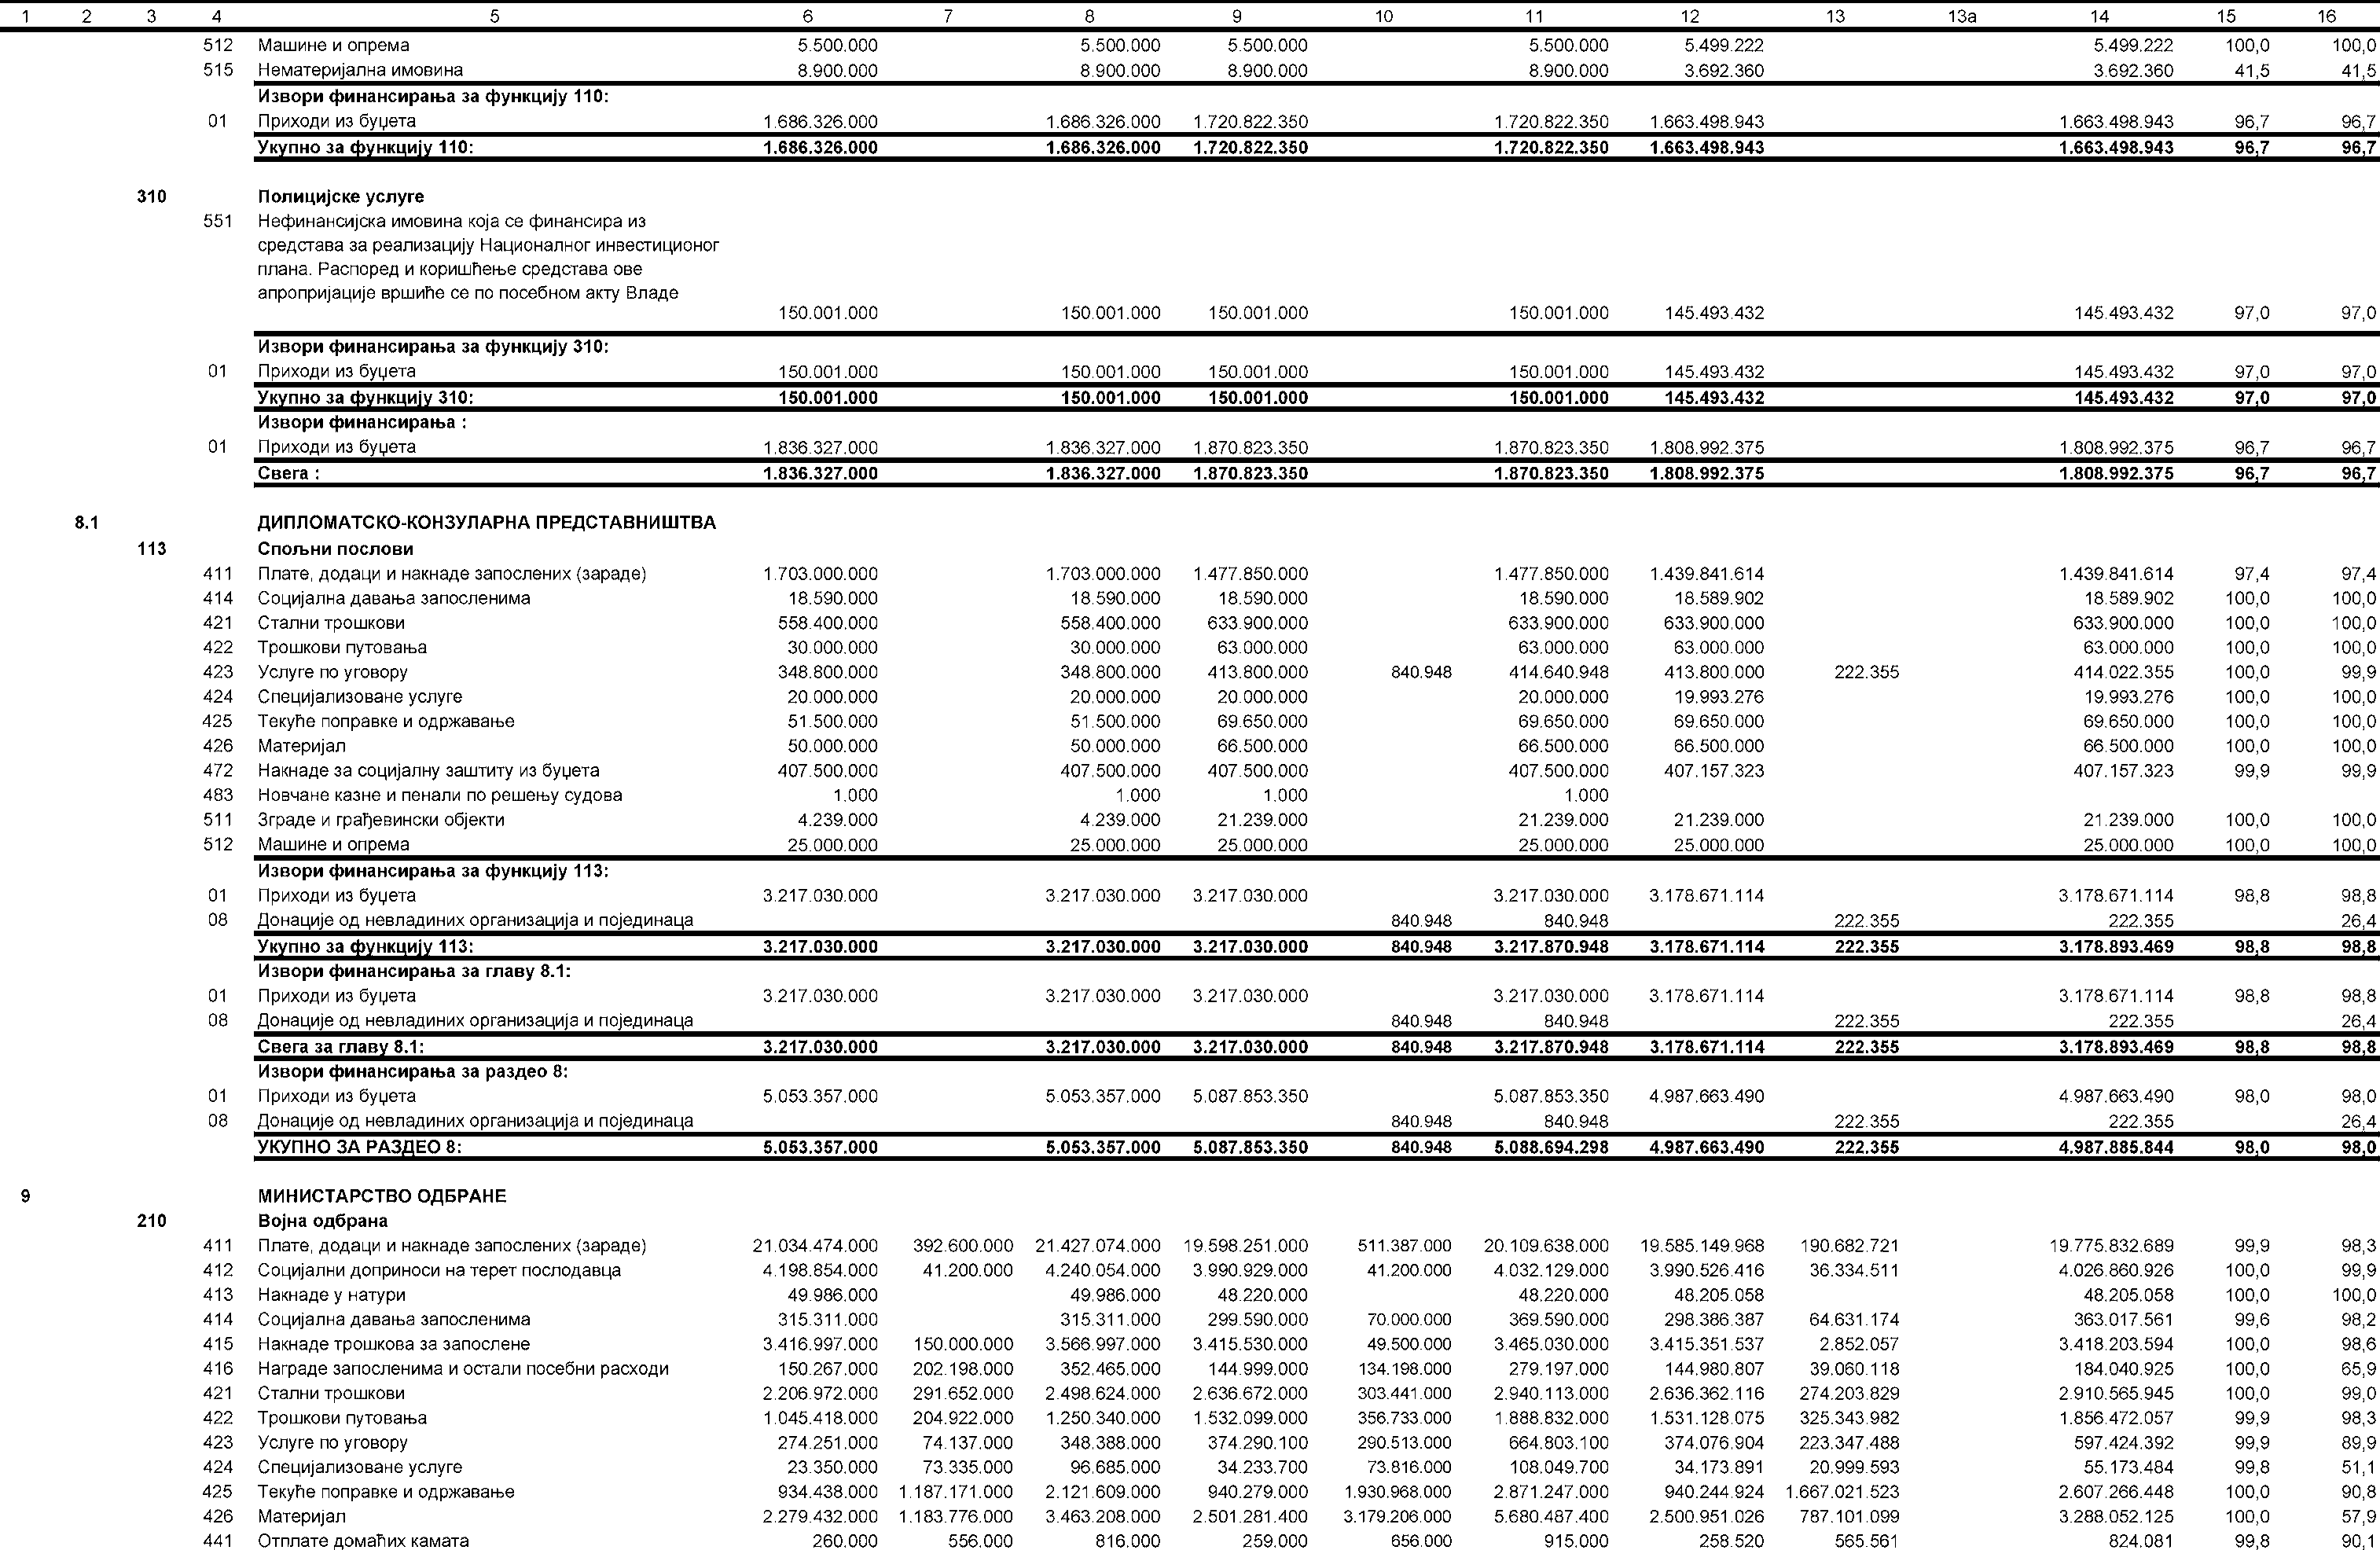 1 2 3 4 5 6 7 8 9 10 11 12 13 13a 14 15 16
512 Машине и опрема 5.500.000 5.500.000 5.500.000 5.500.000 5.499.222 5.499.222 100,0 100,0
515 Нематеријална имовина 8.900.000 8.900.000 8.900.000 8.900.000 3.692.360 3.692.360 41,5 41,5
Извори финансирања за функцију 110:
01 Приходи из буџета 1.686.326.000 1.686.326.000 1.720.822.350 1.720.822.350 1.663.498.943 1.663.498.943 96,7 96,7
Укупно за функцију 110: 1.686.326.000 1.686.326.000 1.720.822.350 1.720.822.350 1.663.498.943 1.663.498.943 96,7 96,7
310 Полицијске услуге
551 Нефинансијска имовина која се финансира из
средстава за реализацију Националног инвестиционог
плана. Распоред и коришћење средстава ове
апропријације вршиће се по посебном акту Владе
150.001.000 150.001.000 150.001.000 150.001.000 145.493.432 145.493.432 97,0 97,0
Извори финансирања за функцију 310:
01 Приходи из буџета 150.001.000 150.001.000 150.001.000 150.001.000 145.493.432 145.493.432 97,0 97,0
Укупно за функцију 310: 150.001.000 150.001.000 150.001.000 150.001.000 145.493.432 145.493.432 97,0 97,0
Извори финансирања :
01 Приходи из буџета 1.836.327.000 1.836.327.000 1.870.823.350 1.870.823.350 1.808.992.375 1.808.992.375 96,7 96,7
Свега : 1.836.327.000 1.836.327.000 1.870.823.350 1.870.823.350 1.808.992.375 1.808.992.375 96,7 96,7
8.1 ДИПЛОМАТСКО-КОНЗУЛАРНА ПРЕДСТАВНИШТВА
113 Спољни послови
411 Плате, додаци и накнаде запослених (зараде) 1.703.000.000 1.703.000.000 1.477.850.000 1.477.850.000 1.439.841.614 1.439.841.614 97,4 97,4
414 Социјална давања запосленима 18.590.000 18.590.000 18.590.000 18.590.000 18.589.902 18.589.902 100,0 100,0
421 Стални трошкови 558.400.000 558.400.000 633.900.000 633.900.000 633.900.000 633.900.000 100,0 100,0
422 Трошкови путовања 30.000.000 30.000.000 63.000.000 63.000.000 63.000.000 63.000.000 100,0 100,0
423 Услуге по уговору 348.800.000 348.800.000 413.800.000 840.948 414.640.948 413.800.000 222.355 414.022.355 100,0 99,9
424 Специјализоване услуге 20.000.000 20.000.000 20.000.000 20.000.000 19.993.276 19.993.276 100,0 100,0
425 Текуће поправке и одржавање 51.500.000 51.500.000 69.650.000 69.650.000 69.650.000 69.650.000 100,0 100,0
426 Материјал 50.000.000 50.000.000 66.500.000 66.500.000 66.500.000 66.500.000 100,0 100,0
472 Накнаде за социјалну заштиту из буџета 407.500.000 407.500.000 407.500.000 407.500.000 407.157.323 407.157.323 99,9 99,9
483 Новчане казне и пенали по решењу судова 1.000 1.000 1.000 1.000
511 Зграде и грађевински објекти 4.239.000 4.239.000 21.239.000 21.239.000 21.239.000 21.239.000 100,0 100,0
512 Машине и опрема 25.000.000 25.000.000 25.000.000 25.000.000 25.000.000 25.000.000 100,0 100,0
Извори финансирања за функцију 113:
01 Приходи из буџета 3.217.030.000 3.217.030.000 3.217.030.000 3.217.030.000 3.178.671.114 3.178.671.114 98,8 98,8
08 Донације од невладиних организација и појединаца 840.948 840.948 222.355 222.355 26,4
Укупно за функцију 113: 3.217.030.000 3.217.030.000 3.217.030.000 840.948 3.217.870.948 3.178.671.114 222.355 3.178.893.469 98,8 98,8
Извори финансирања за главу 8.1:
01 Приходи из буџета 3.217.030.000 3.217.030.000 3.217.030.000 3.217.030.000 3.178.671.114 3.178.671.114 98,8 98,8
08 Донације од невладиних организација и појединаца 840.948 840.948 222.355 222.355 26,4
Свега за главу 8.1: 3.217.030.000 3.217.030.000 3.217.030.000 840.948 3.217.870.948 3.178.671.114 222.355 3.178.893.469 98,8 98,8
Извори финансирања за раздео 8:
01 Приходи из буџета 5.053.357.000 5.053.357.000 5.087.853.350 5.087.853.350 4.987.663.490 4.987.663.490 98,0 98,0
08 Донације од невладиних организација и појединаца 840.948 840.948 222.355 222.355 26,4
УКУПНО ЗА РАЗДЕО 8: 5.053.357.000 5.053.357.000 5.087.853.350 840.948 5.088.694.298 4.987.663.490 222.355 4.987.885.844 98,0 98,0
9 МИНИСТАРСТВО ОДБРАНЕ
210 Војна одбрана
411 Плате, додаци и накнаде запослених (зараде) 21.034.474.000 392.600.000 21.427.074.000 19.598.251.000 511.387.000 20.109.638.000 19.585.149.968 190.682.721 19.775.832.689 99,9 98,3
412 Социјални доприноси на терет послодавца 4.198.854.000 41.200.000 4.240.054.000 3.990.929.000 41.200.000 4.032.129.000 3.990.526.416 36.334.511 4.026.860.926 100,0 99,9
413 Накнаде у натури 49.986.000 49.986.000 48.220.000 48.220.000 48.205.058 48.205.058 100,0 100,0
414 Социјална давања запосленима 315.311.000 315.311.000 299.590.000 70.000.000 369.590.000 298.386.387 64.631.174 363.017.561 99,6 98,2
415 Накнаде трошкова за запослене 3.416.997.000 150.000.000 3.566.997.000 3.415.530.000 49.500.000 3.465.030.000 3.415.351.537 2.852.057 3.418.203.594 100,0 98,6
416 Награде запосленима и остали посебни расходи 150.267.000 202.198.000 352.465.000 144.999.000 134.198.000 279.197.000 144.980.807 39.060.118 184.040.925 100,0 65,9
421 Стални трошкови 2.206.972.000 291.652.000 2.498.624.000 2.636.672.000 303.441.000 2.940.113.000 2.636.362.116 274.203.829 2.910.565.945 100,0 99,0
422 Трошкови путовања 1.045.418.000 204.922.000 1.250.340.000 1.532.099.000 356.733.000 1.888.832.000 1.531.128.075 325.343.982 1.856.472.057 99,9 98,3
423 Услуге по уговору 274.251.000 74.137.000 348.388.000 374.290.100 290.513.000 664.803.100 374.076.904 223.347.488 597.424.392 99,9 89,9
424 Специјализоване услуге 23.350.000 73.335.000 96.685.000 34.233.700 73.816.000 108.049.700 34.173.891 20.999.593 55.173.484 99,8 51,1
425 Текуће поправке и одржавање 934.438.000 1.187.171.000 2.121.609.000 940.279.000 1.930.968.000 2.871.247.000 940.244.924 1.667.021.523 2.607.266.448 100,0 90,8
426 Материјал 2.279.432.000 1.183.776.000 3.463.208.000 2.501.281.400 3.179.206.000 5.680.487.400 2.500.951.026 787.101.099 3.288.052.125 100,0 57,9
441 Отплате домаћих камата 260.000 556.000 816.000 259.000 656.000 915.000 258.520 565.561 824.081 99,8 90,1